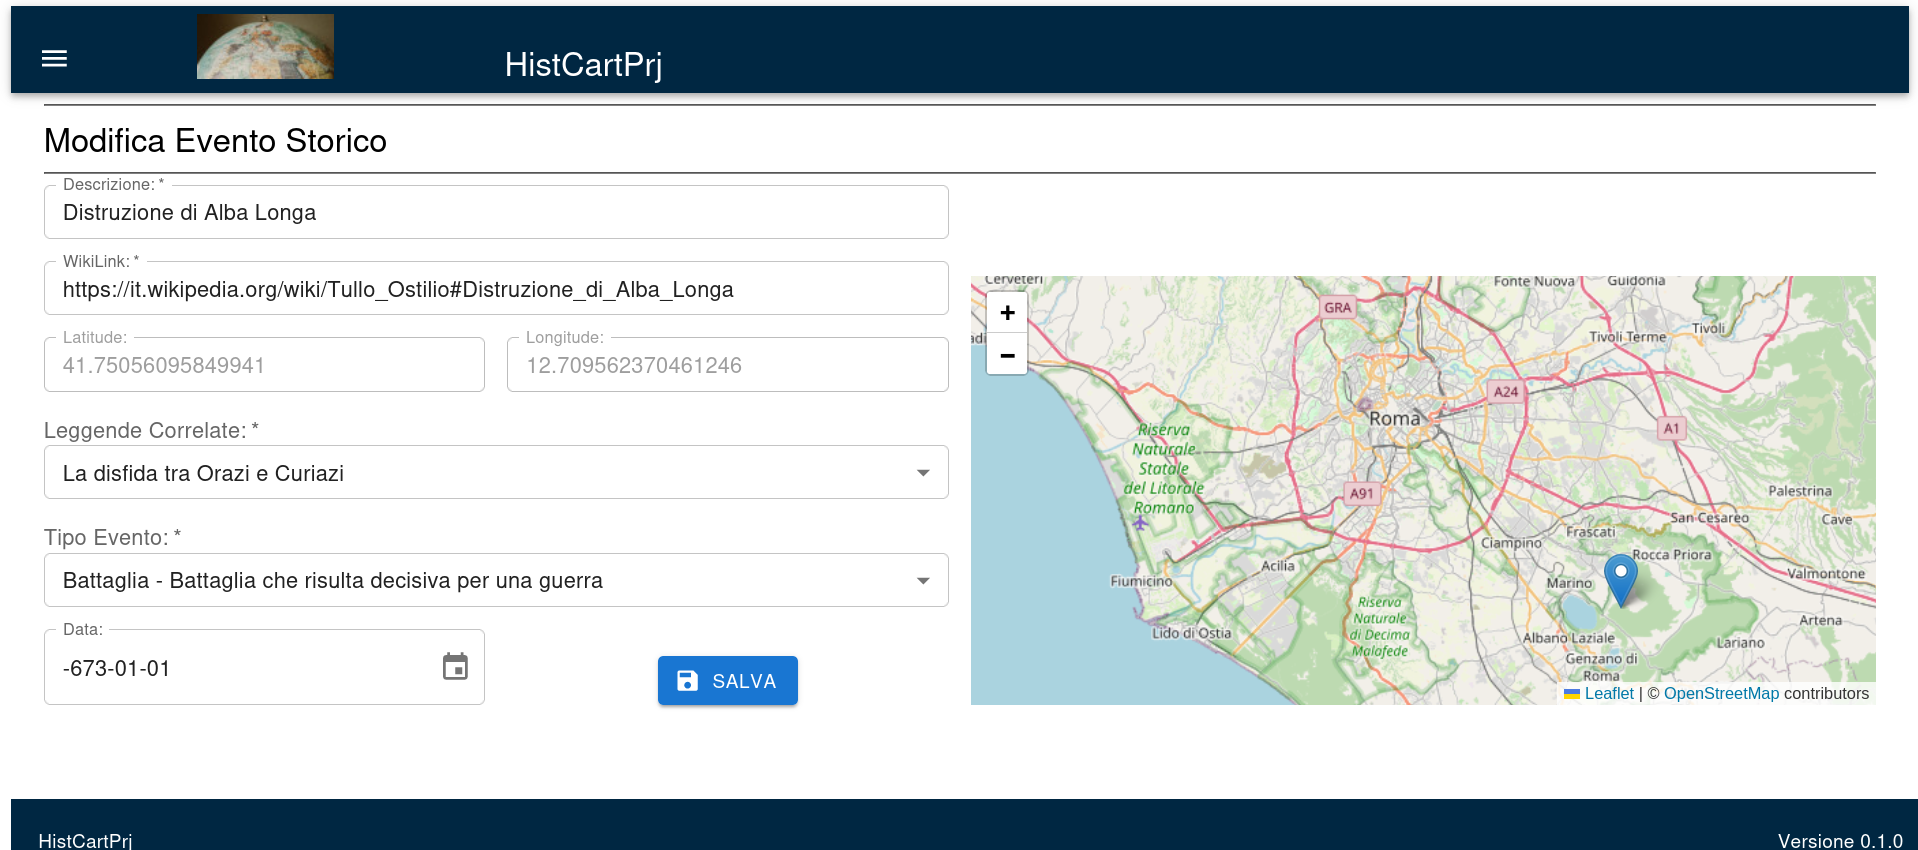 HistCartPrj
Modifica Evento Storico
Descrizione: *
Distruzione di Alba Longa
WikiLink: *
https://it.wikipedia.org/wiki/Tullo_Ostilio#Distruzione_di_Alba_Longa
Latitude:
41.75056095849941
Longitude:
12.709562370461246
Leggende Correlate: *
La disfida tra Orazi e Curiazi
Tipo Evento: *
Battaglia - Battaglia che risulta decisiva per una guerra
Data:
-673-01-01
SALVA
+
−
Cerveteri
Fonte Nuova
Guidonia
GRA
Tivoli
Tivoli Terme
A24
Roma
A1
Riserva
Naturale
Statale
del Litorale
Romano
A91
Palestrina
San Cesareo
Cave
Frascati
Ciampino
Rocca Priora
Acilia
Fiumicino
Marino
Valmontone
Riserva
Naturale
di Decima
Malafede
Artena
Lido di Ostia
Albano Laziale
Lariano
Genzano di
Roma
Leaflet | © OpenStreetMap contributors
HistCartPrj
Versione 0.1.0